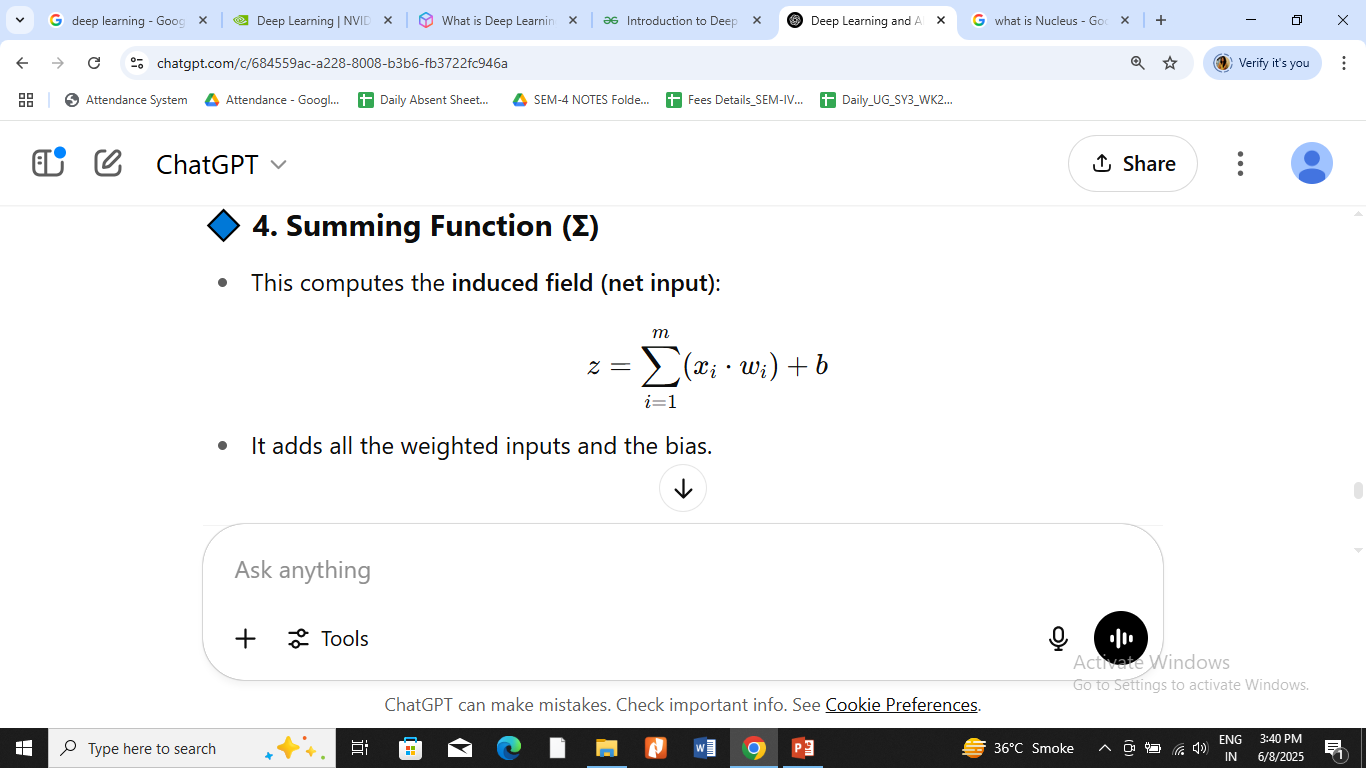 deep learning - Goog
Deep Learning | NVID
What is Deep Learnin
Introduction to Deep
Deep Learning and A
what is Nucleus - Goo
chatgpt.com/c/684559ac-a228-8008-b3b6-fb3722fc946a
Verify it's you
Attendance System
Attendance - Googl...
Daily Absent Sheet...
SEM-4 NOTES Folde...
Fees Details_SEM-IV...
Daily_UG_SY3_WK2...
ChatGPT
Share
4. Summing Function (Σ)
• This computes the induced field (net input):
m
z = ∑(xᵢ · wᵢ) + b
i=1
• It adds all the weighted inputs and the bias.
Ask anything
Tools
Activate Windows
Go to Settings to activate Windows.
ChatGPT can make mistakes. Check important info. See Cookie Preferences.
Type here to search
36°C Smoke
ENG
IN
3:40 PM
6/8/2025
1